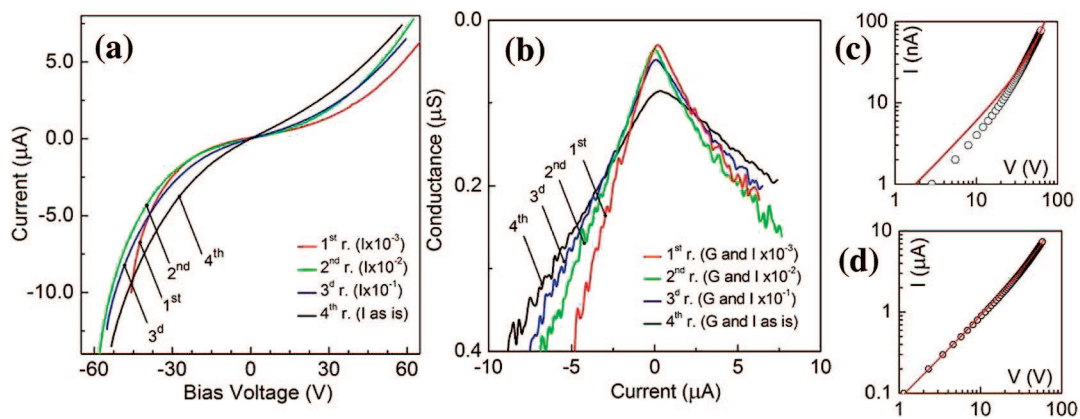 (a)
Current (μA)
5.0
0.0
-5.0
-10.0
2nd
4th
1st
3d
1st r. (Ix10-3)
2nd r. (Ix10-2)
3d r. (Ix10-1)
4th r. (I as is)
-60
-30
0
30
60
Bias Voltage (V)
(b)
Conductance (μS)
0.0
0.2
0.4
1st
2nd
3d
4th
1st r. (G and I x10-3)
2nd r. (G and I x10-2)
3d r. (G and I x10-1)
4th r. (G and I as is)
-10
-5
0
5
10
Current (μA)
(c)
I (nA)
100
10
1
V (V)
10
100
(d)
I (μA)
10
1
0.1
V (V)
1
10
100